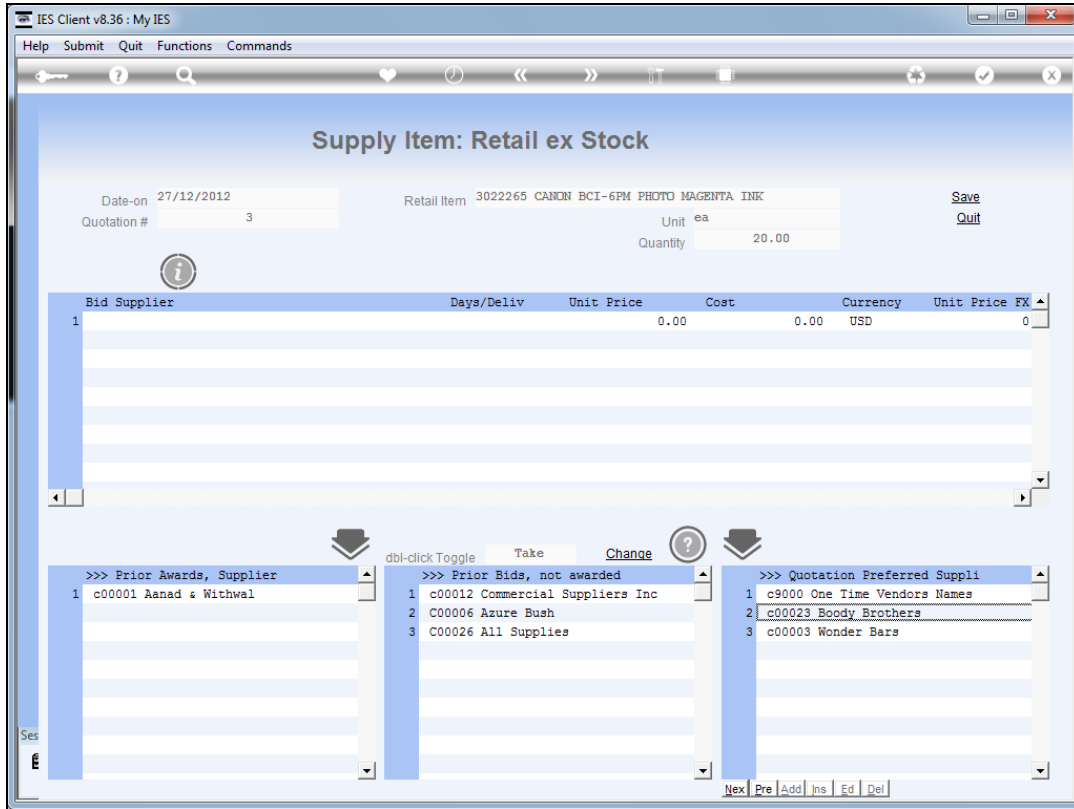 IES Client v8.36 : My IES
Help Submit Quit Functions Commands
Supply Item: Retail ex Stock
Date-on 27/12/2012 Retail Item 3022265 CANON BCI-6PM PHOTO MAGENTA INK Save
Quotation # 3 Unit ea Quit
Quantity 20.00
Bid Supplier Days/Deliv Unit Price Cost Currency Unit Price FX
1 0.00 0.00 USD 0
dbl-click Toggle Take Change
>>> Prior Awards, Supplier >>> Prior Bids, not awarded >>> Quotation Preferred Suppli
1 c00001 Aanad & Withwal 1 c00012 Commercial Suppliers Inc 1 c9000 One Time Vendors Names
2 C00006 Azure Bush 2 c00023 Boody Brothers
3 C00026 All Supplies 3 c00003 Wonder Bars
Ses
Nex Pre Add Ins Ed Del